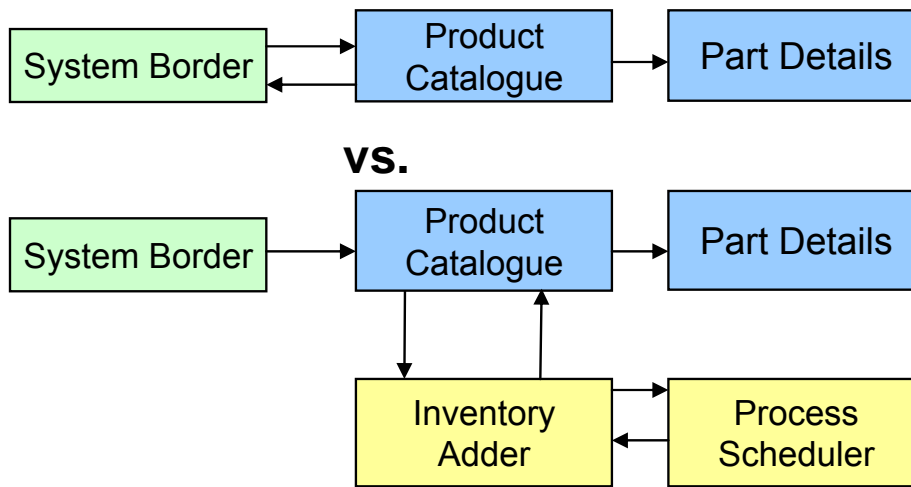 System Border
Product
Catalogue
Part Details
vs.
System Border
Product
Catalogue
Part Details
Inventory
Adder
Process
Scheduler